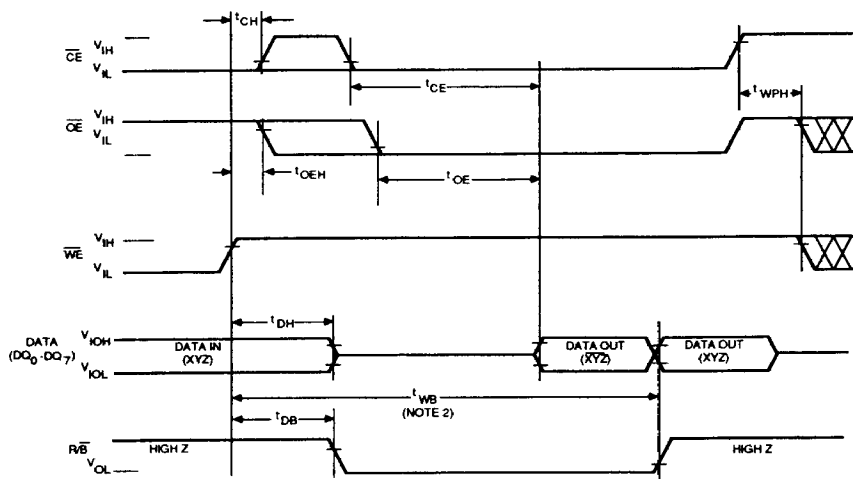 tCH
CE VIH
VIL
tCE
tWPH
OE VIH
VIL
tOEH
tOE
WE VIH
VIL
tDH
DATA (DQ0-DQ7) VIOH
VIOL
DATA IN (XYZ)
DATA OUT (XYZ)
DATA OUT (XYZ)
tWB
(NOTE 2)
tDB
R/B
VOL
HIGH Z
HIGH Z